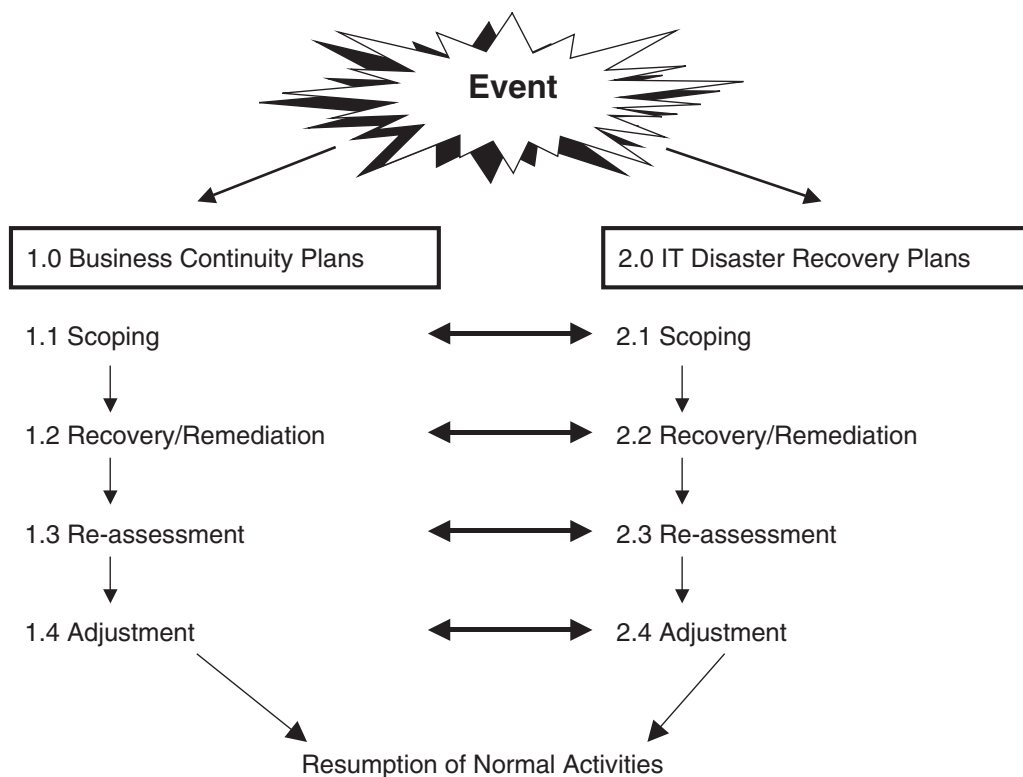 Event
1.0 Business Continuity Plans
2.0 IT Disaster Recovery Plans
1.1 Scoping
2.1 Scoping
1.2 Recovery/Remediation
2.2 Recovery/Remediation
1.3 Re-assessment
2.3 Re-assessment
1.4 Adjustment
2.4 Adjustment
Resumption of Normal Activities